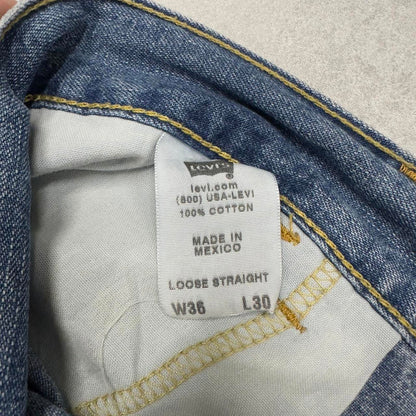 Levi's
levi.com
(800) USA-LEVI
100% COTTON
MADE IN
MEXICO
LOOSE STRAIGHT
W36 L30